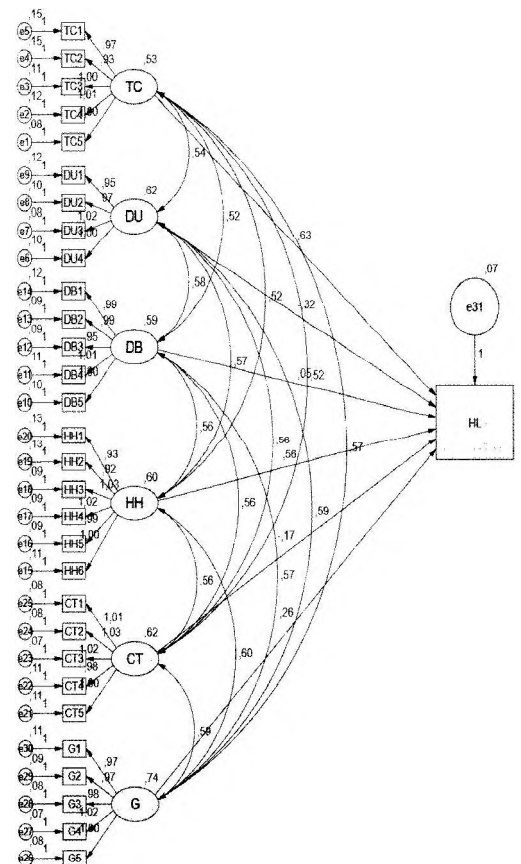 ,15
e5 1 TC1
,15
e4 1 TC2
,11
e3 1 TC3
,12
e2 1 TC4
,08
e1 1 TC5
,97
,93
1,00
1,01
,53
TC
,12
e9 1 DU1
,10
e8 1 DU2
,08
e7 1 DU3
,10
e6 1 DU4
,95
,97
1,02
1,00
,62
DU
,12
e14 1 DB1
,09
e13 1 DB2
,09
e12 1 DB3
,11
e11 1 DB4
,10
e10 1 DB5
,99
,99
,95
1,01
1,00
,59
DB
,13
e20 1 HH1
,13
e19 1 HH2
,09
e18 1 HH3
,09
e17 1 HH4
,09
e16 1 HH5
,11
e15 1 HH6
,93
,92
1,03
1,02
,99
1,00
,60
HH
,08
e25 1 CT1
,08
e24 1 CT2
,07
e23 1 CT3
,11
e22 1 CT4
,11
e21 1 CT5
1,01
1,03
1,02
,98
1,00
,62
CT
,11
e30 1 G1
,09
e29 1 G2
,08
e28 1 G3
,07
e27 1 G4
,08
e26 1 G5
,97
,97
,98
1,02
1,00
,74
G
,54
,52
,63
,58
,52
,32
,57
,05
,52
,56
,56
,56
,57
,56
,17
,59
,57
,56
,26
,60
,59
,07
e31
1
HL